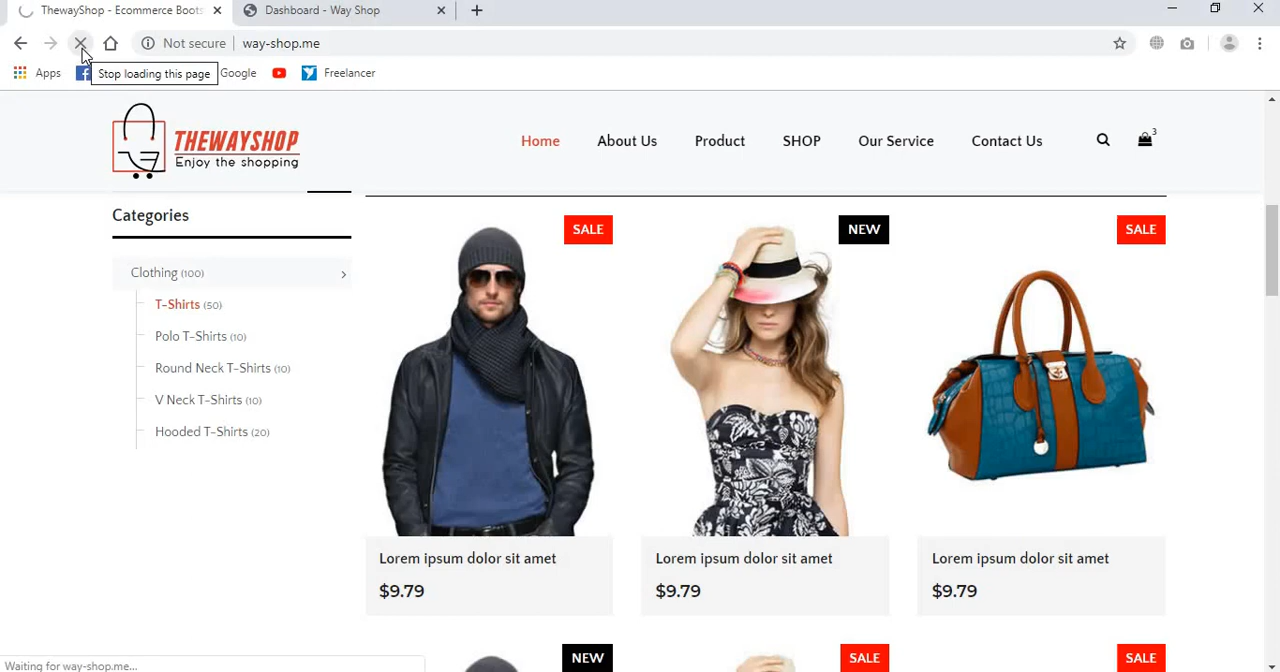 ThewayShop - Ecommerce Boots
Dashboard - Way Shop
Not secure
way-shop.me
Apps
Stop loading this page
Google
Freelancer
THEWAYSHOP
Enjoy the shopping
Home
About Us
Product
SHOP
Our Service
Contact Us
3
Categories
Clothing (100)
T-Shirts (50)
Polo T-Shirts (10)
Round Neck T-Shirts (10)
V Neck T-Shirts (10)
Hooded T-Shirts (20)
SALE
NEW
SALE
Lorem ipsum dolor sit amet
$9.79
Lorem ipsum dolor sit amet
$9.79
Lorem ipsum dolor sit amet
$9.79
NEW
SALE
SALE
Waiting for way-shop.me...